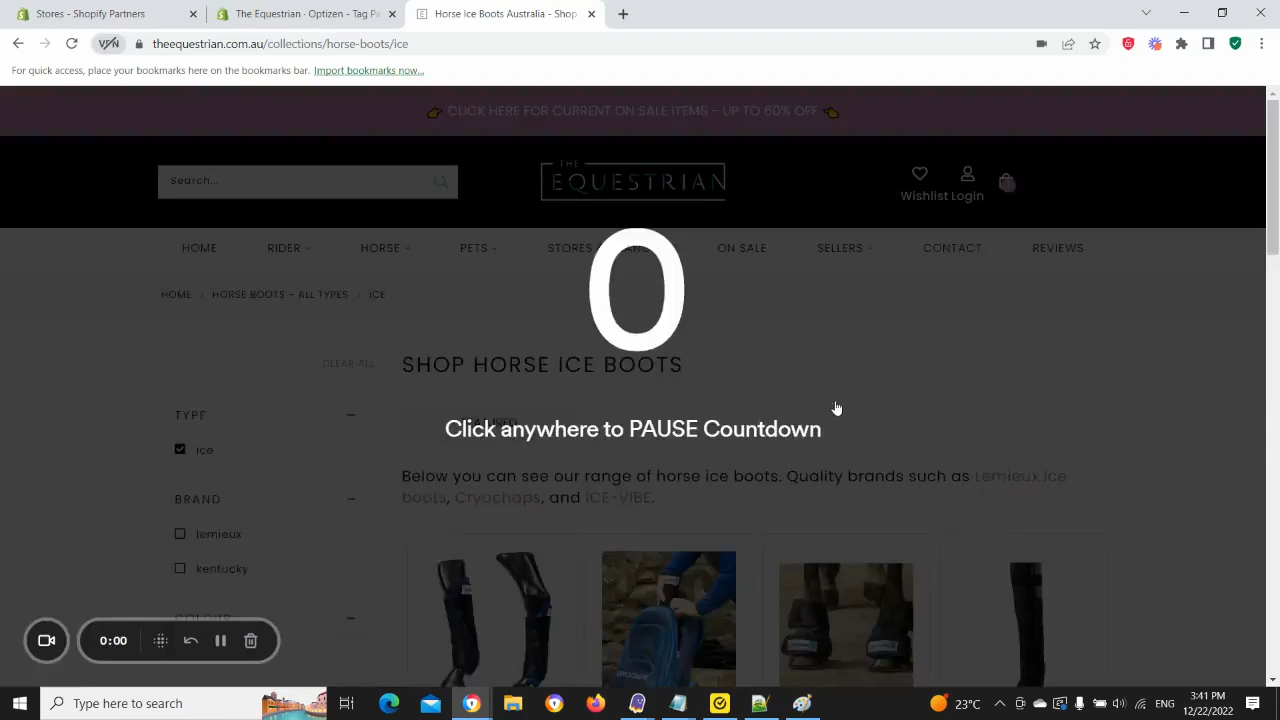 Stores - Shopify Partners
The Equestrian - Optizen - Tag Pa
Horse Ice Boots Australia - Shop
VPN
theequestrian.com.au/collections/horse-boots/ice
For quick access, place your bookmarks here on the bookmarks bar. Import bookmarks now...
CLICK HERE FOR CURRENT ON SALE ITEMS - UP TO 60% OFF
Search...
THE
EQUESTRIAN
Wishlist Login
HOME RIDER HORSE PETS STORES ON SALE SELLERS CONTACT REVIEWS
0
HOME / HORSE BOOTS - ALL TYPES / ICE
CLEAR ALL
SHOP HORSE ICE BOOTS
TYPE
Ice
Click anywhere to PAUSE Countdown
Below you can see our range of horse ice boots. Quality brands such as Lemieux ice
boots, Cryochaps, and ICE-VIBE.
BRAND
lemieux
kentucky
COLOUR
0:00
Type here to search
23°C
3:41 PM
12/22/2022